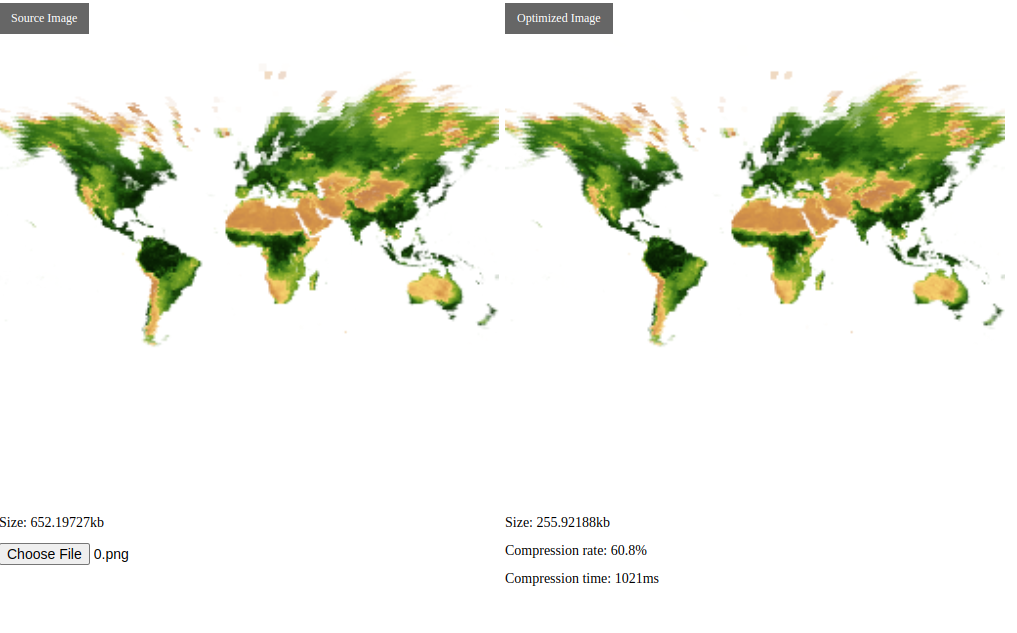 Source Image
Optimized Image
Size: 652.19727kb
Choose File 0.png
Size: 255.92188kb
Compression rate: 60.8%
Compression time: 1021ms